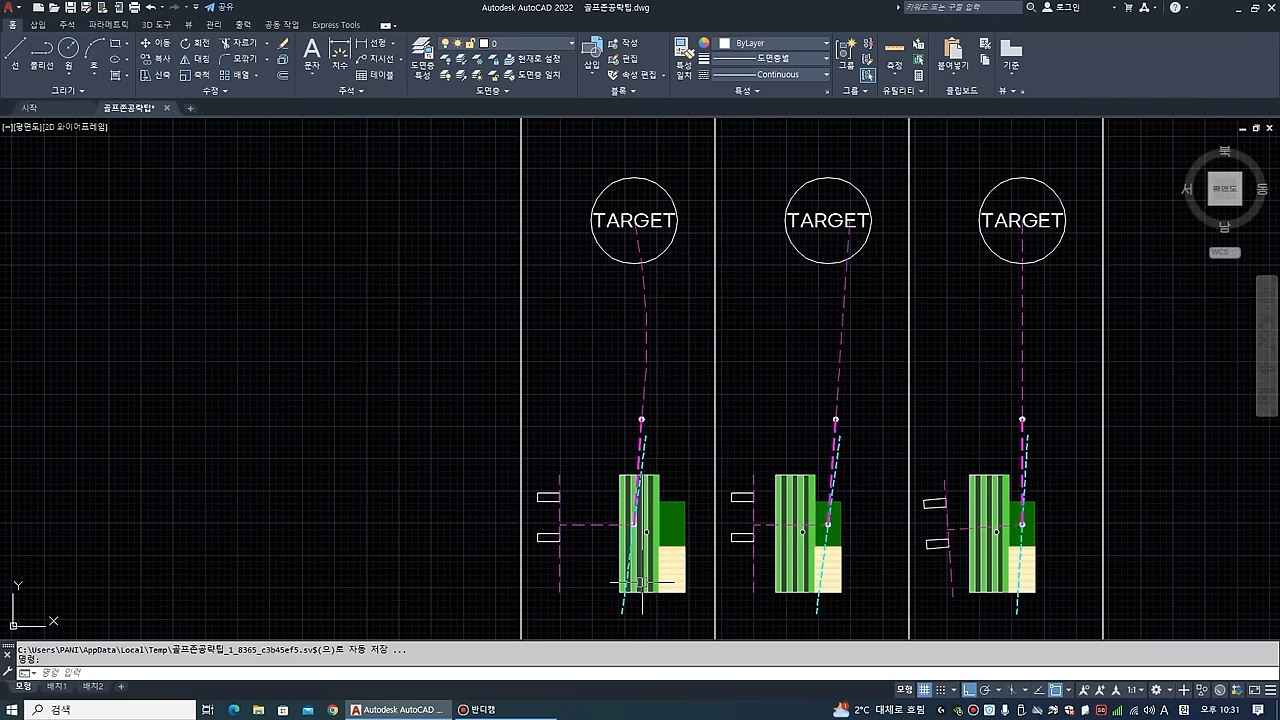 공유
Autodesk AutoCAD 2022 골프존공략팁.dwg
키워드 또는 구절 입력
로그인
홈 삽입 주석 파라메트릭 3D 도구 뷰 관리 출력 공동 작업 Express Tools
선 폴리선 원 호
이동 회전 자르기
복사 대칭 모깎기
신축 축척 배열
문자 치수
선형
지시선
테이블
도면층 특성
0
현재로 설정
도면층 일치
삽입
작성
편집
속성 편집
특성 일치
ByLayer
도면층별
Continuous
그룹 측정 붙여넣기 기준
그리기 수정 주석 도면층 블록 특성 그룹 유틸리티 클립보드 뷰
시작 골프존공략팁*
[−][평면도][2D 와이어프레임]
북
서 평면도 동
남
WCS
TARGET TARGET TARGET
Y
X
C:\Users\PANI\AppData\Local\Temp\골프존공략팁_1_8365_c3b45ef5.sv$(으)로 자동 저장 ...
명령:
명령 입력
모형 배치1 배치2
모형 1:1
검색 Autodesk AutoCAD ... 반디캠 2°C 대체로 흐림 오후 10:31